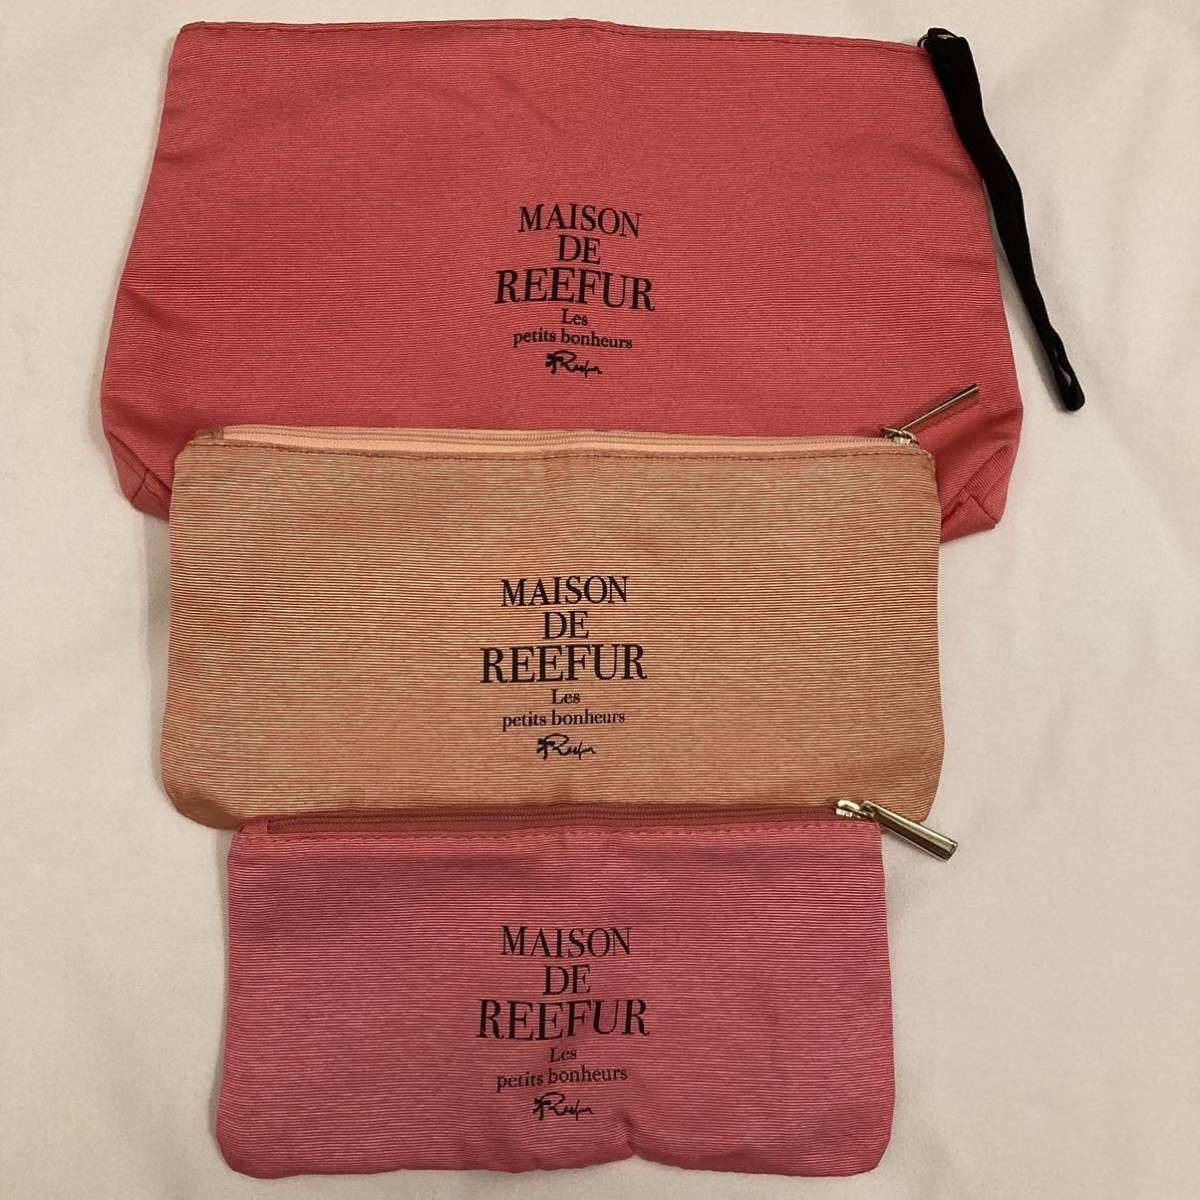 MAISON
DE
REEFUR
Les
petits bonheurs
Reefur
MAISON
DE
REEFUR
Les
petits bonheurs
Reefur
MAISON
DE
REEFUR
Les
petits bonheurs
Reefur